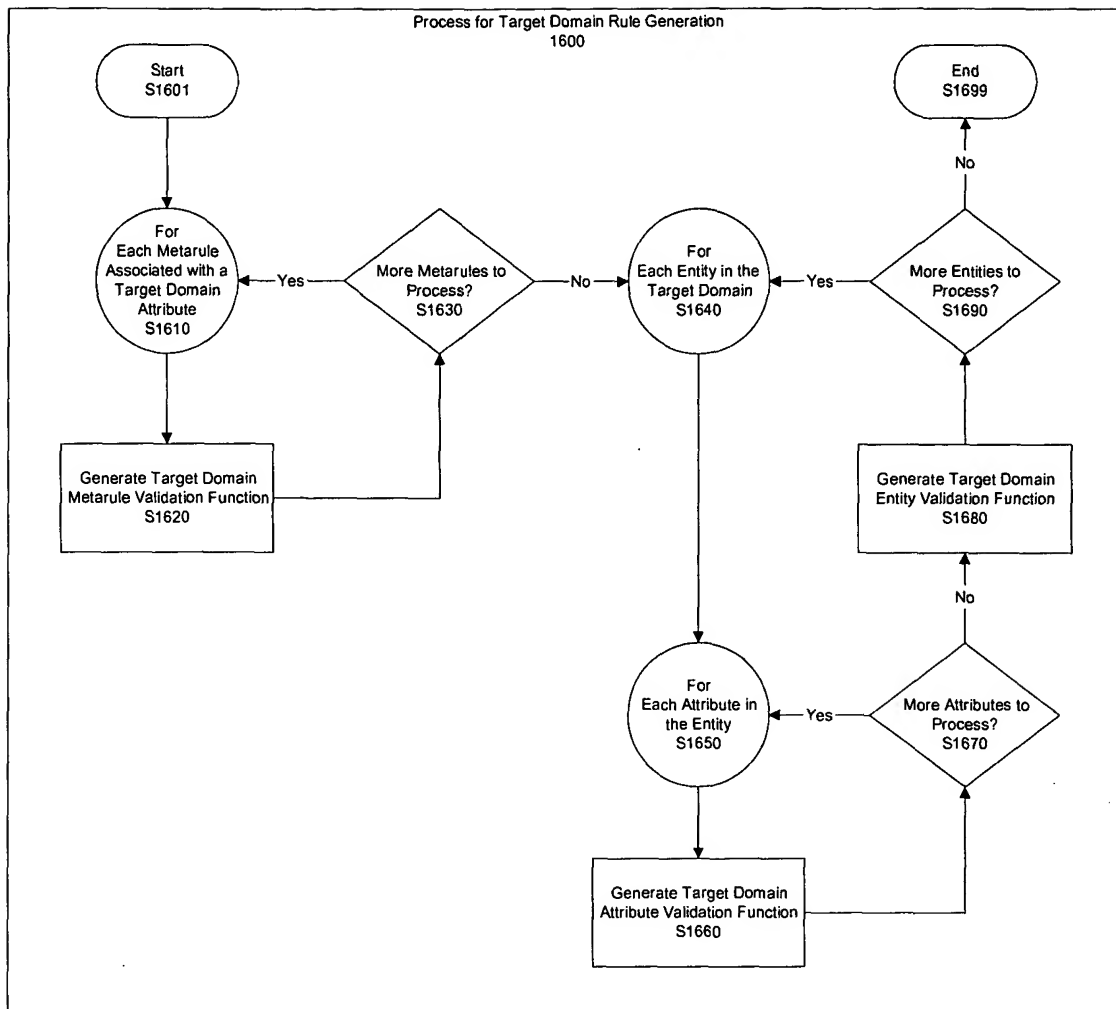 Process for Target Domain Rule Generation
1600
Start
S1601
End
S1699
No
For
Each Metarule
Associated with a
Target Domain
Attribute
S1610
Yes
More Metarules to
Process?
S1630
No
For
Each Entity in the
Target Domain
S1640
Yes
More Entities to
Process?
S1690
Generate Target Domain
Metarule Validation Function
S1620
Generate Target Domain
Entity Validation Function
S1680
No
For
Each Attribute in
the Entity
S1650
Yes
More Attributes to
Process?
S1670
Generate Target Domain
Attribute Validation Function
S1660